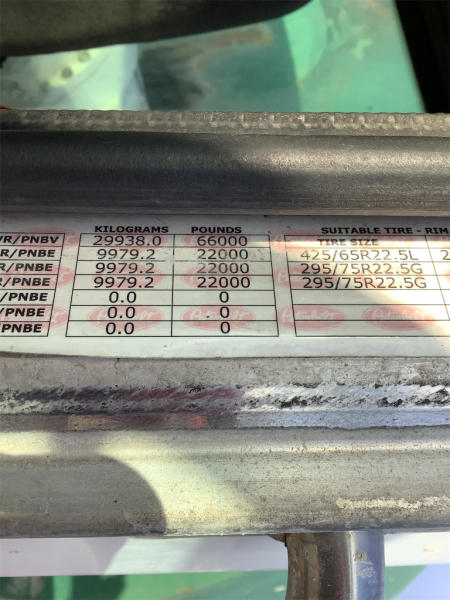 KILOGRAMS POUNDS SUITABLE TIRE - RIM
TIRE SIZE
R/PNBV 29938.0 66000
R/PNBE 9979.2 22000 425/65R22.5L
R/PNBE 9979.2 22000 295/75R22.5G
R/PNBE 9979.2 22000 295/75R22.5G
/PNBE 0.0 0
/PNBE 0.0 0
/PNBE 0.0 0